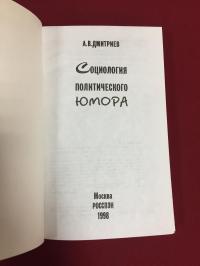 А.В.ДМИТРИЕВ
СОЦИОЛОГИЯ
ПОЛИТИЧЕСКОГО
ЮМОРА
Москва
РОССПЭН
1998